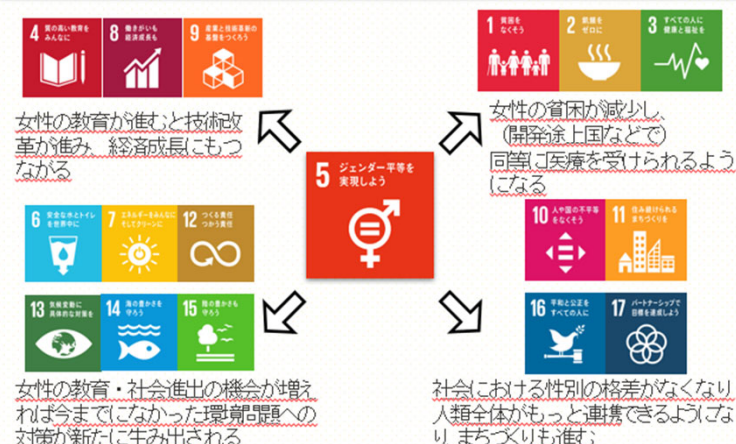 4 質の高い教育を
みんなに
8 働きがいも
経済成長も
9 産業と技術革新の
基盤をつくろう
女性の教育が進むと技術改
革が進み、経済成長にもつ
ながる
1 貧困を
なくそう
2 飢餓を
ゼロに
3 すべての人に
健康と福祉を
女性の貧困が減少し、
(開発途上国などで)
同等に医療を受けられるよう
になる
5 ジェンダー平等を
実現しよう
6 安全な水とトイレ
を世界中に
7 エネルギーをみんなに
そしてクリーンに
12 つくる責任
つかう責任
13 気候変動に
具体的な対策を
14 海の豊かさを
守ろう
15 陸の豊かさも
守ろう
女性の教育・社会進出の機会が増え
れば今までになかった環境問題への
対策が新たに生み出される
10 人や国の不平等
をなくそう
11 住み続けられる
まちづくりを
16 平和と公正を
すべての人に
17 パートナーシップで
目標を達成しよう
社会における性別の格差がなくなり
人類全体がもっと連携できるようにな
り、まちづくりも進む